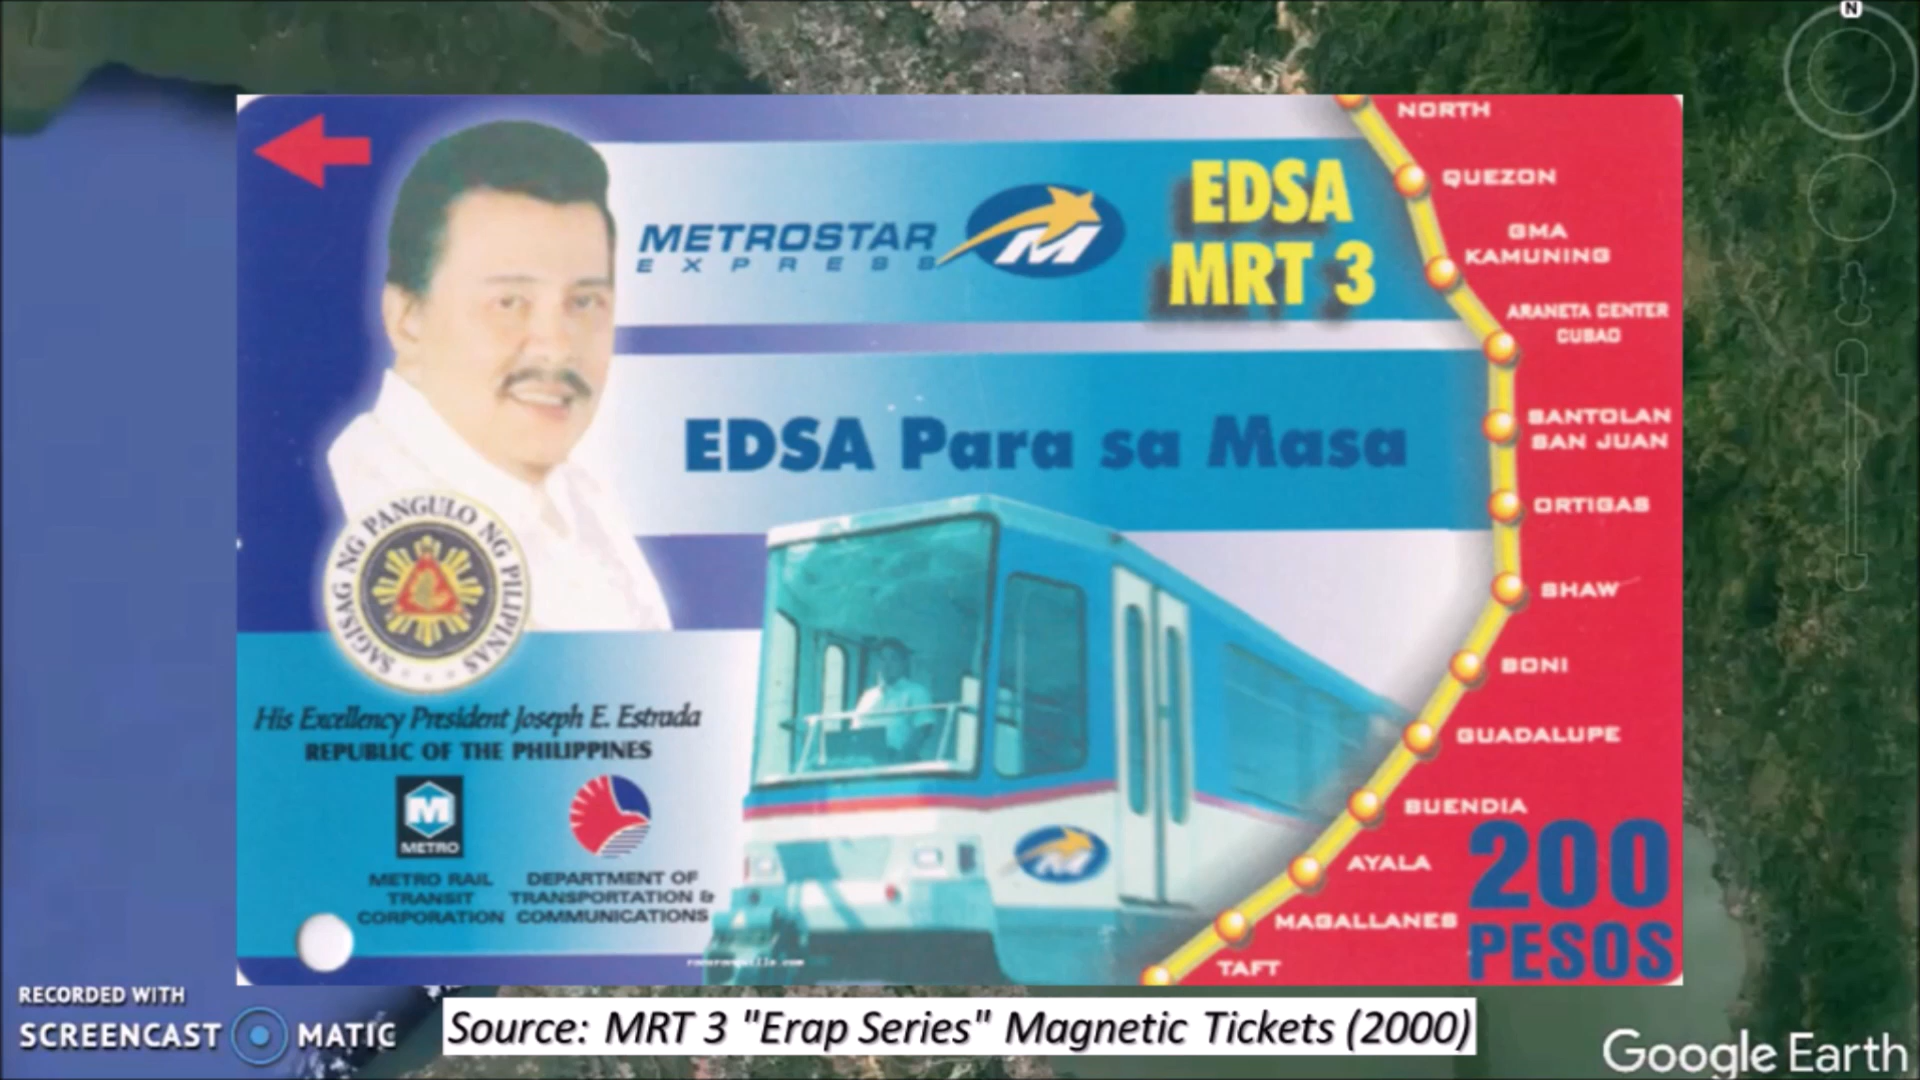 N
NORTH
QUEZON
GMA
KAMUNING
ARANETA CENTER
CUBAO
SANTOLAN
SAN JUAN
ORTIGAS
SHAW
BONI
GUADALUPE
BUENDIA
AYALA
MAGALLANES
TAFT
METROSTAR
EXPRESS
M
EDSA
MRT 3
EDSA Para sa Masa
SAGISAG NG PANGULO NG PILIPINAS
His Excellency President Joseph E. Estrada
REPUBLIC OF THE PHILIPPINES
M
METRO
METRO RAIL
TRANSIT
CORPORATION
DEPARTMENT OF
TRANSPORTATION &
COMMUNICATIONS
M
200
PESOS
RECORDED WITH
SCREENCAST MATIC
Source: MRT 3 "Erap Series" Magnetic Tickets (2000)
Google Earth